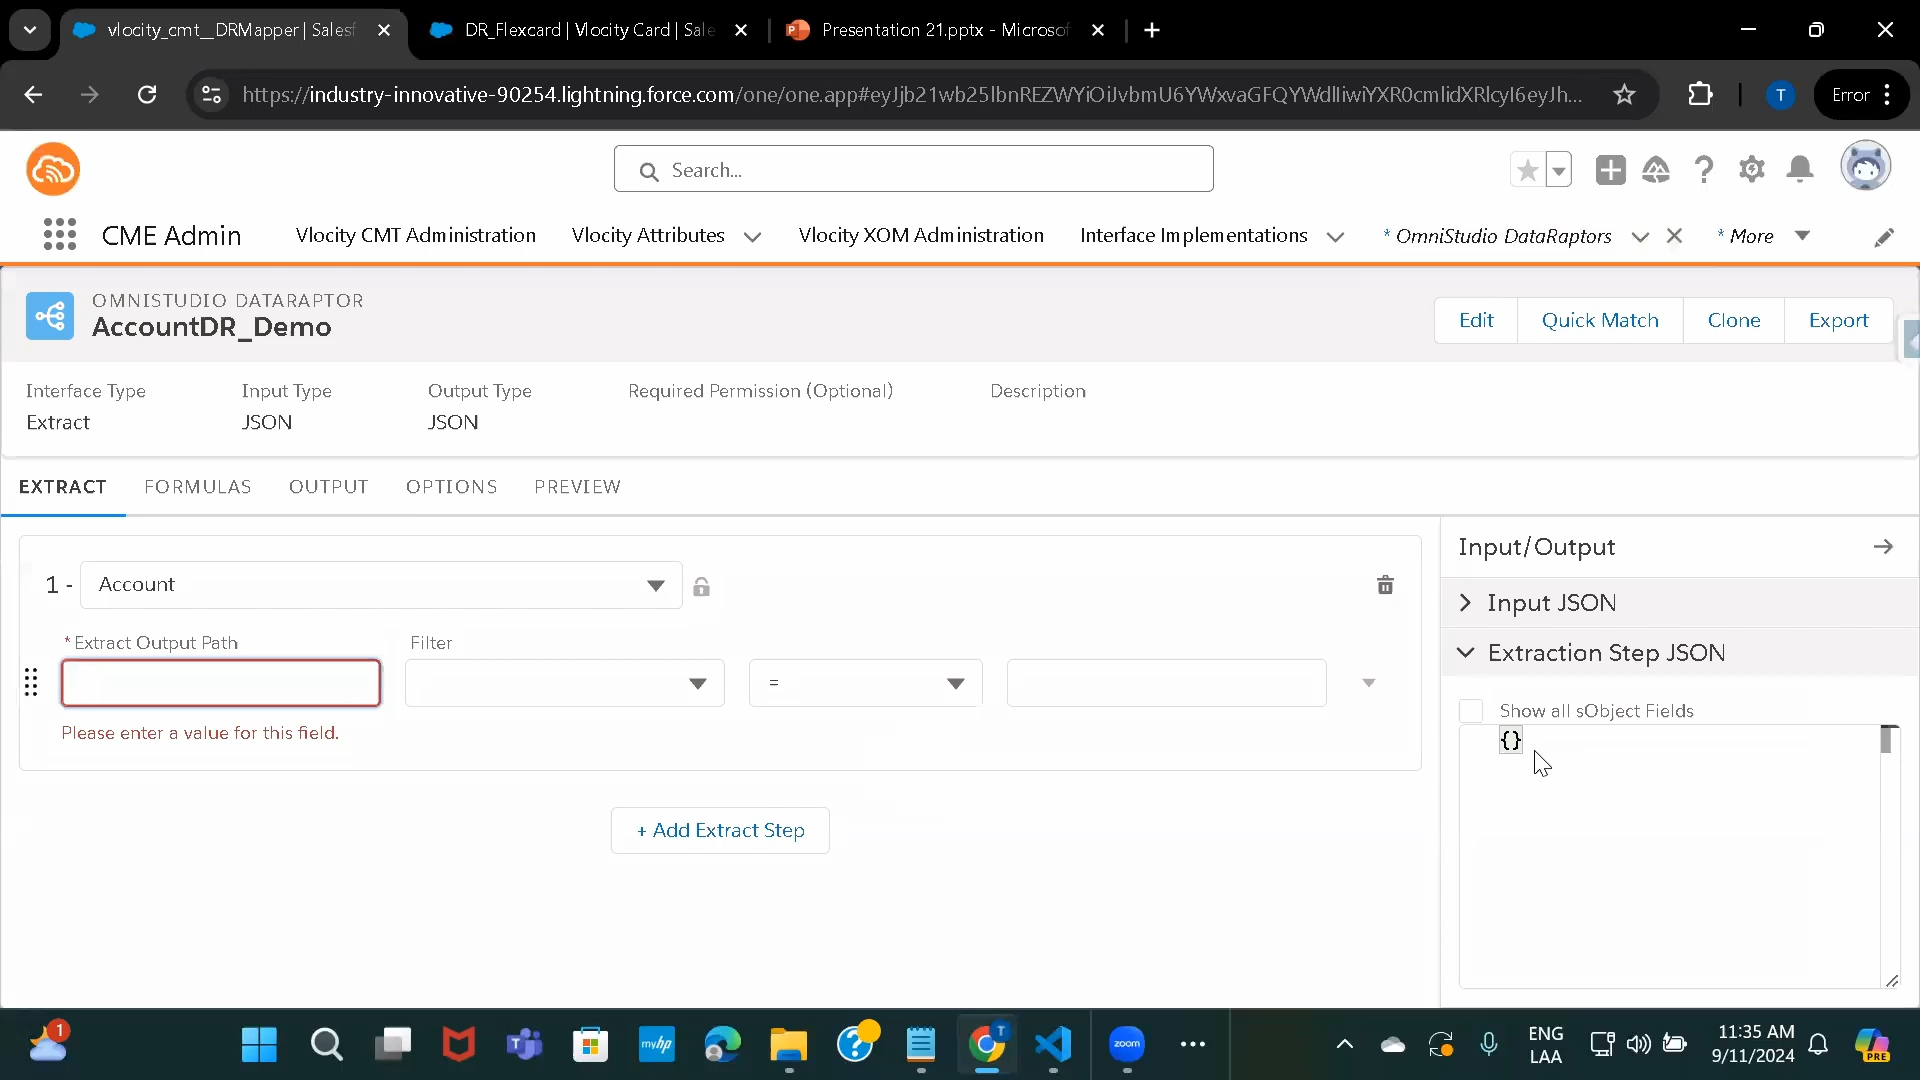 vlocity_cmt__DRMapper | Salesf
DR_Flexcard | Vlocity Card | Sale
Presentation 21.pptx - Microsof
https://industry-innovative-90254.lightning.force.com/one/one.app#eyJjb21wb25lbnREZWYiOiJvbmU6YWxvaGFQYWdlIiwiYXR0cmlidXRlcyI6eyJh...
T
Error
Search...
CME Admin
Vlocity CMT Administration
Vlocity Attributes
Vlocity XOM Administration
Interface Implementations
* OmniStudio DataRaptors
* More
OMNISTUDIO DATARAPTOR
AccountDR_Demo
Edit
Quick Match
Clone
Export
Interface Type
Input Type
Output Type
Required Permission (Optional)
Description
Extract
JSON
JSON
EXTRACT
FORMULAS
OUTPUT
OPTIONS
PREVIEW
Input/Output
1 - Account
Input JSON
*Extract Output Path
Filter
Extraction Step JSON
=
Show all sObject Fields
Please enter a value for this field.
{}
+ Add Extract Step
1
myhp
T
zoom
ENG
LAA
11:35 AM
9/11/2024
PRE